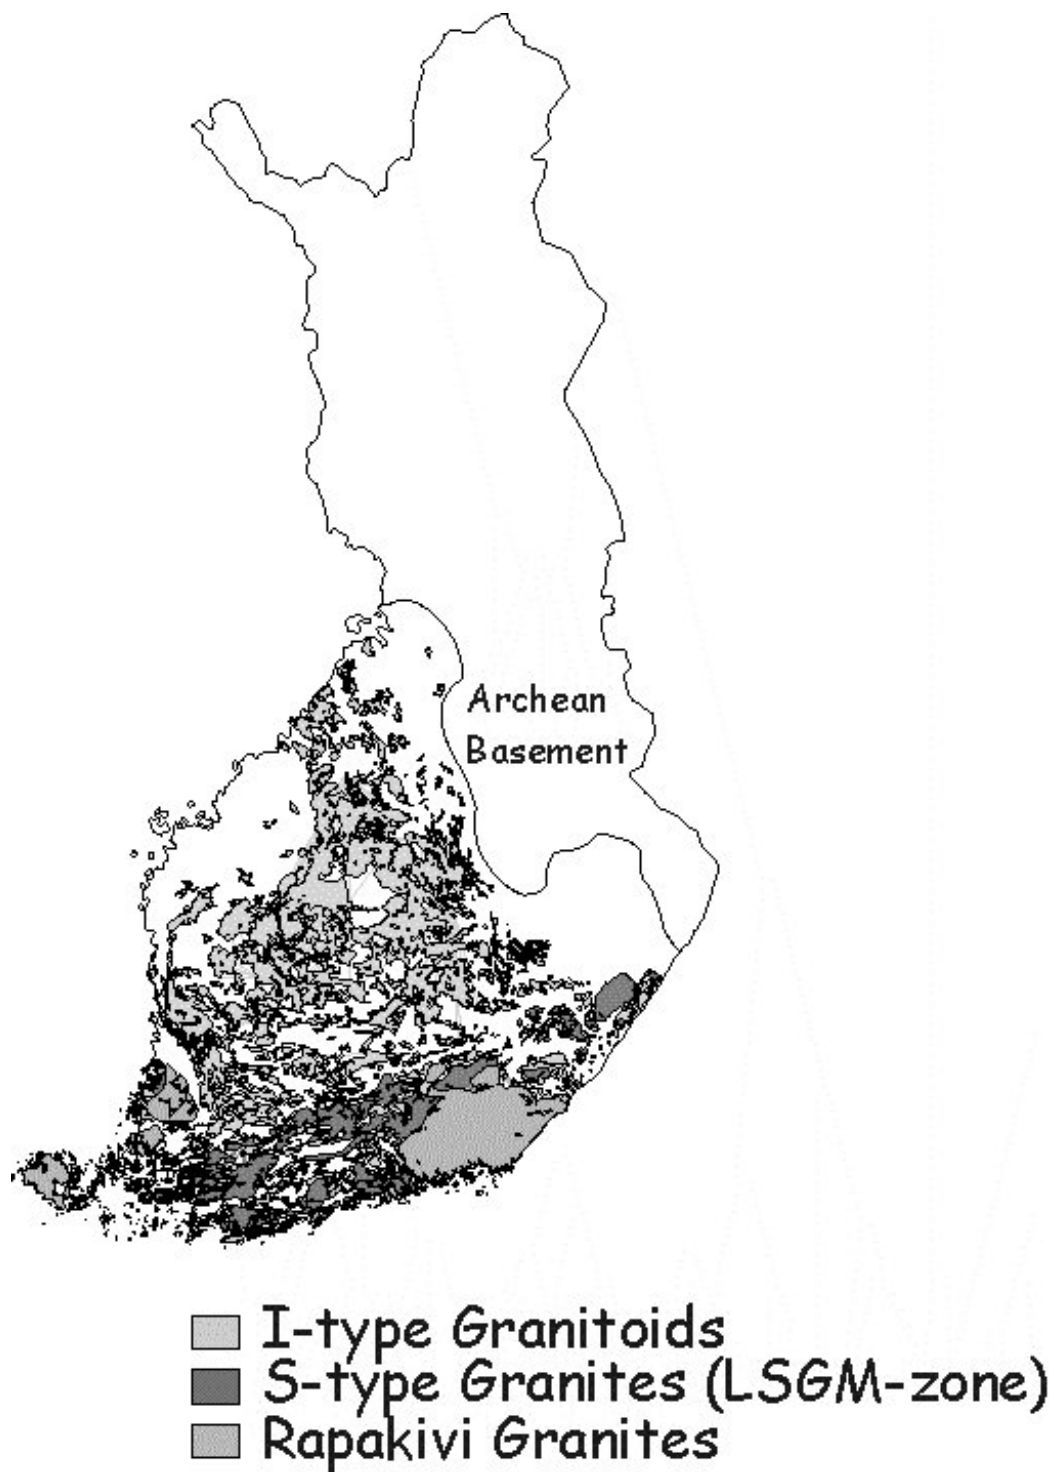 Archean
Basement
I-type Granitoids
S-type Granites (LSGM-zone)
Rapakivi Granites